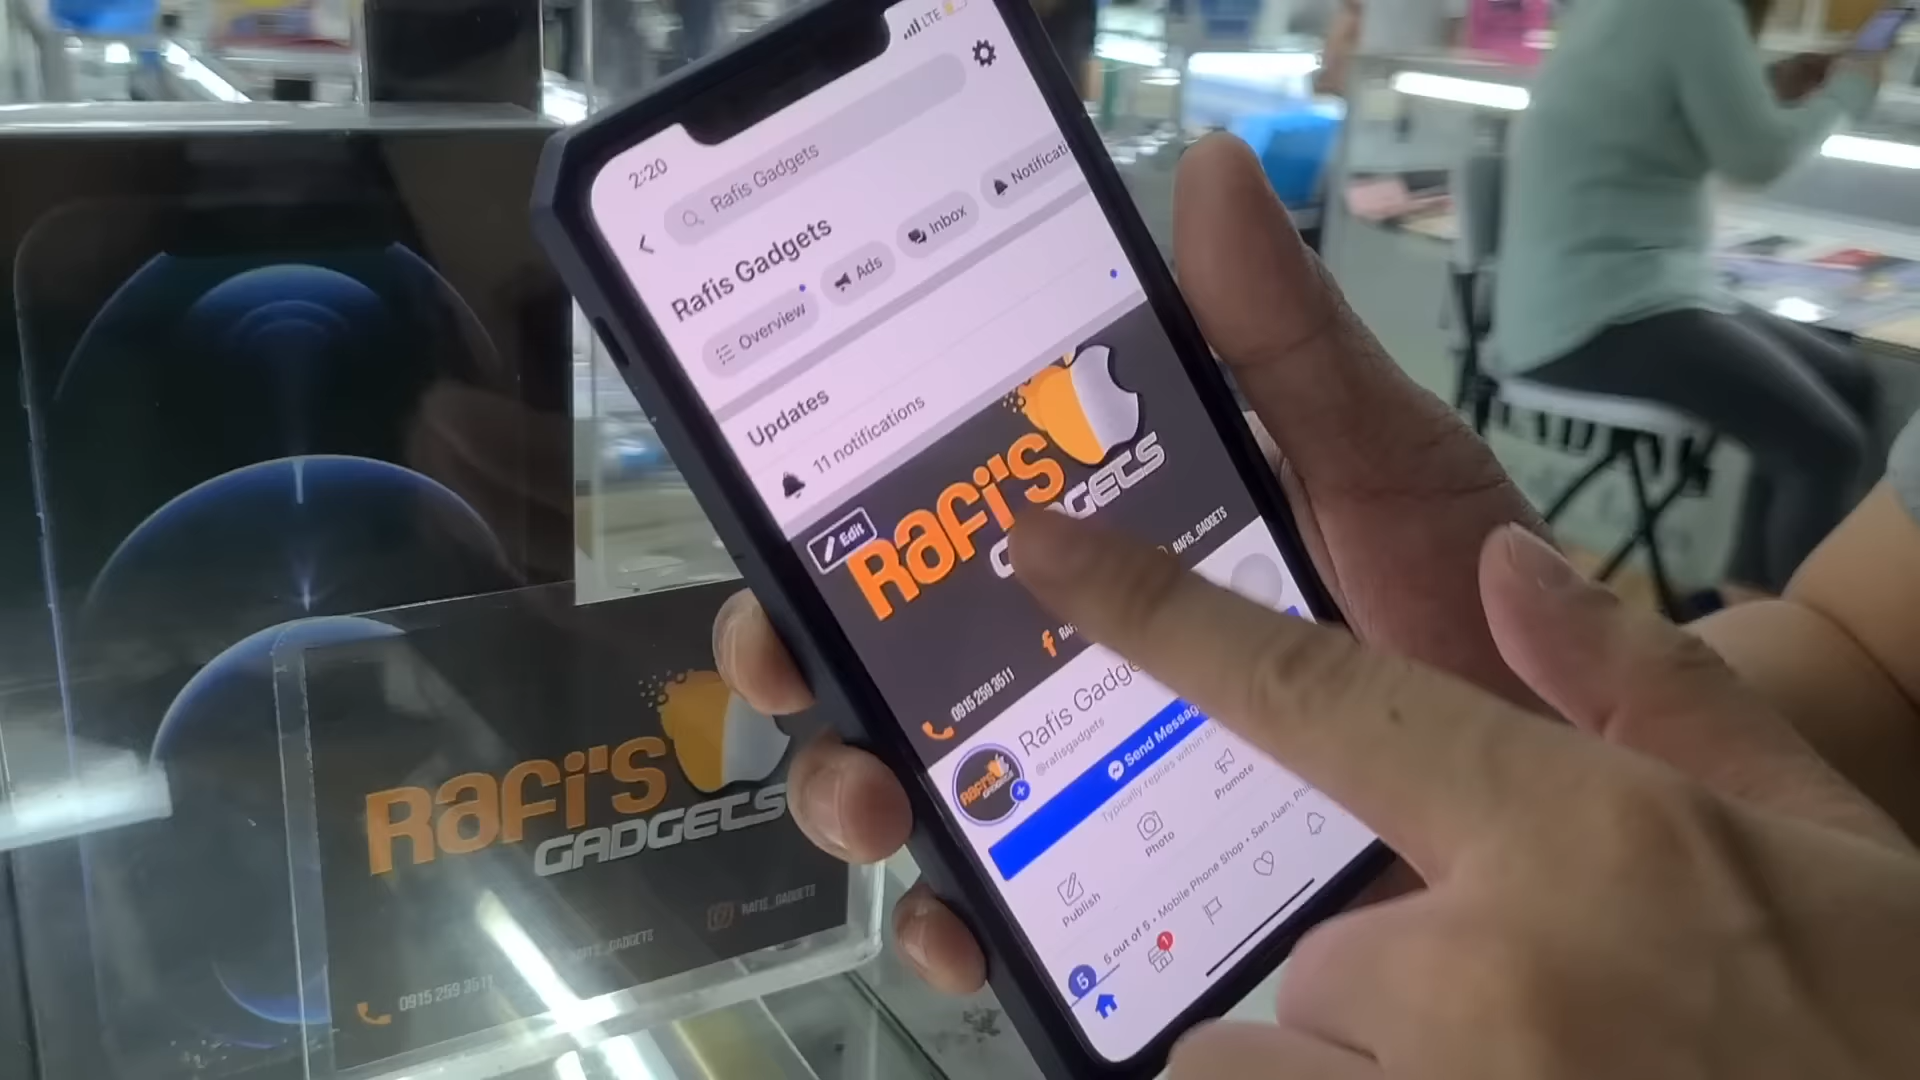 2:20
LTE
Rafis Gadgets
Rafis Gadgets
Overview
Ads
Inbox
Notificati
Updates
11 notifications
Edit
Rafi's
RAFIS_GADGETS
0915 259 3511
Rafis Gadge
@rafisgadgets
Send Messag
Typically replies within an
Publish
Photo
Promote
5 out of 5 • Mobile Phone Shop • San Juan, Phi
5
1
Rafi's
GADGETS
RAFIS_GADGETS
0915 259 3511